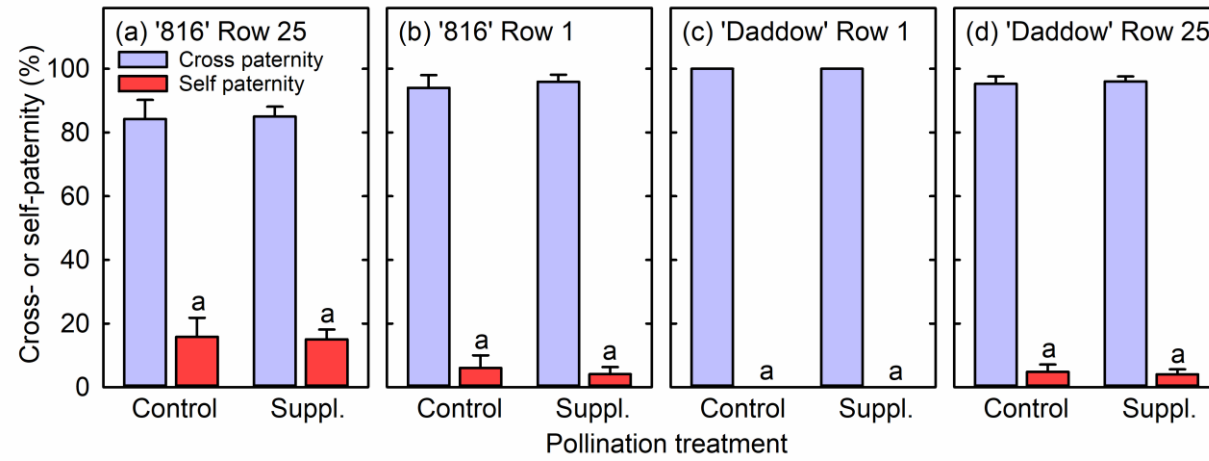 (a) '816' Row 25
Cross paternity
Self paternity
(b) '816' Row 1
(c) 'Daddow' Row 1
(d) 'Daddow' Row 25
Cross- or self-paternity (%)
100
80
60
40
20
0
a
a
a
a
a
a
a
a
Control
Suppl.
Control
Suppl.
Control
Suppl.
Control
Suppl.
Pollination treatment